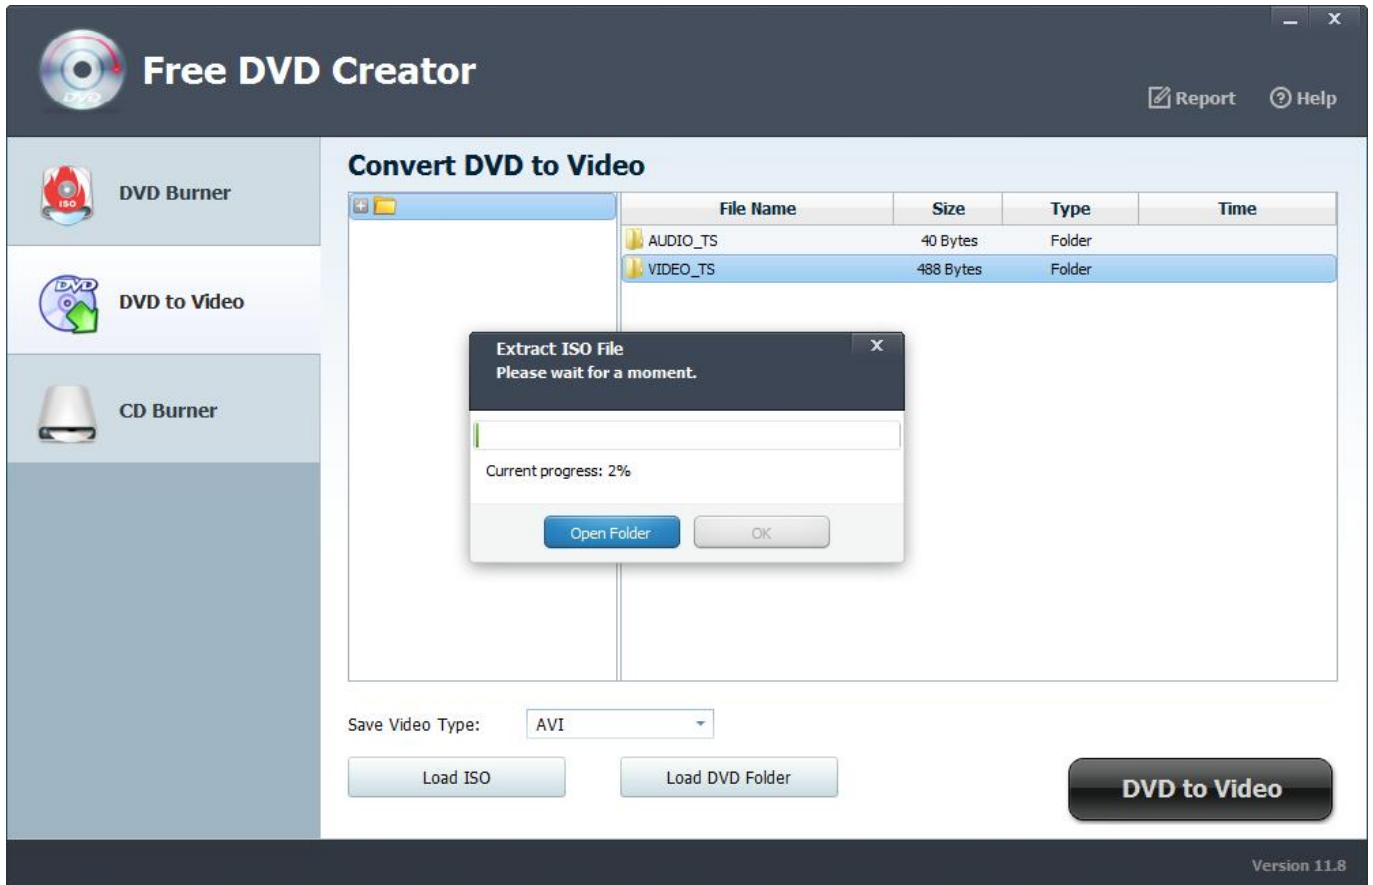 Free DVD Creator
Report
Help
DVD Burner
DVD to Video
CD Burner
Convert DVD to Video
File Name Size Type Time
AUDIO_TS 40 Bytes Folder
VIDEO_TS 488 Bytes Folder
Extract ISO File
Please wait for a moment.
Current progress: 2%
Open Folder
OK
Save Video Type: AVI
Load ISO
Load DVD Folder
DVD to Video
Version 11.8
DVD
ISO
DVD